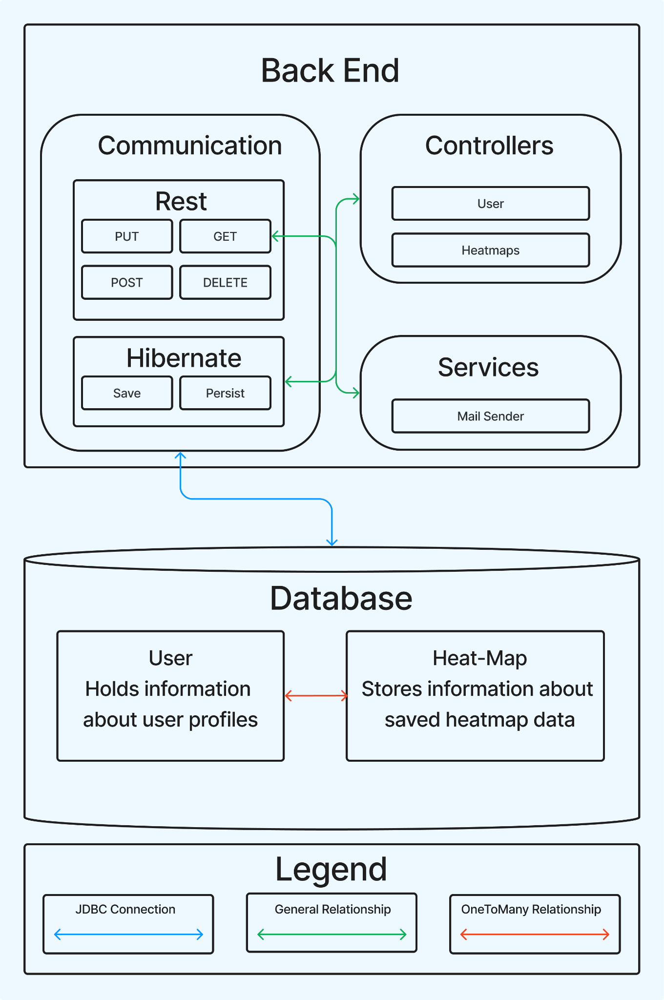 Back End
Communication
Rest
PUT
GET
POST
DELETE
Hibernate
Save
Persist
Controllers
User
Heatmaps
Services
Mail Sender
Database
User
Holds information
about user profiles
Heat-Map
Stores information about
saved heatmap data
Legend
JDBC Connection
General Relationship
OneToMany Relationship